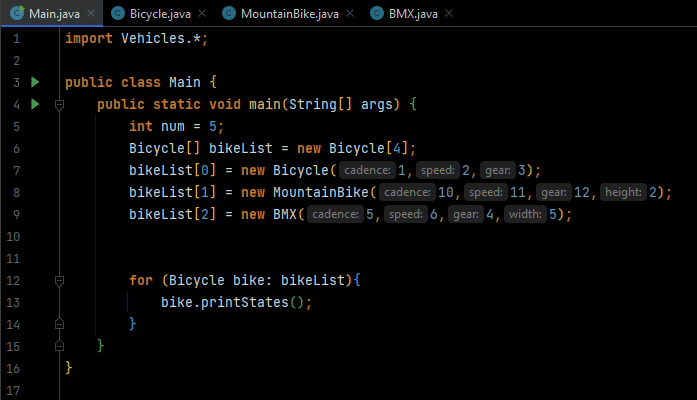 Main.java Bicycle.java MountainBike.java BMX.java
1 import Vehicles.*;
2
3 public class Main {
4 public static void main(String[] args) {
5 int num = 5;
6 Bicycle[] bikeList = new Bicycle[4];
7 bikeList[0] = new Bicycle( cadence: 1, speed: 2, gear: 3);
8 bikeList[1] = new MountainBike( cadence: 10, speed: 11, gear: 12, height: 2);
9 bikeList[2] = new BMX( cadence: 5, speed: 6, gear: 4, width: 5);
10
11
12 for (Bicycle bike: bikeList){
13 bike.printStates();
14 }
15 }
16 }
17